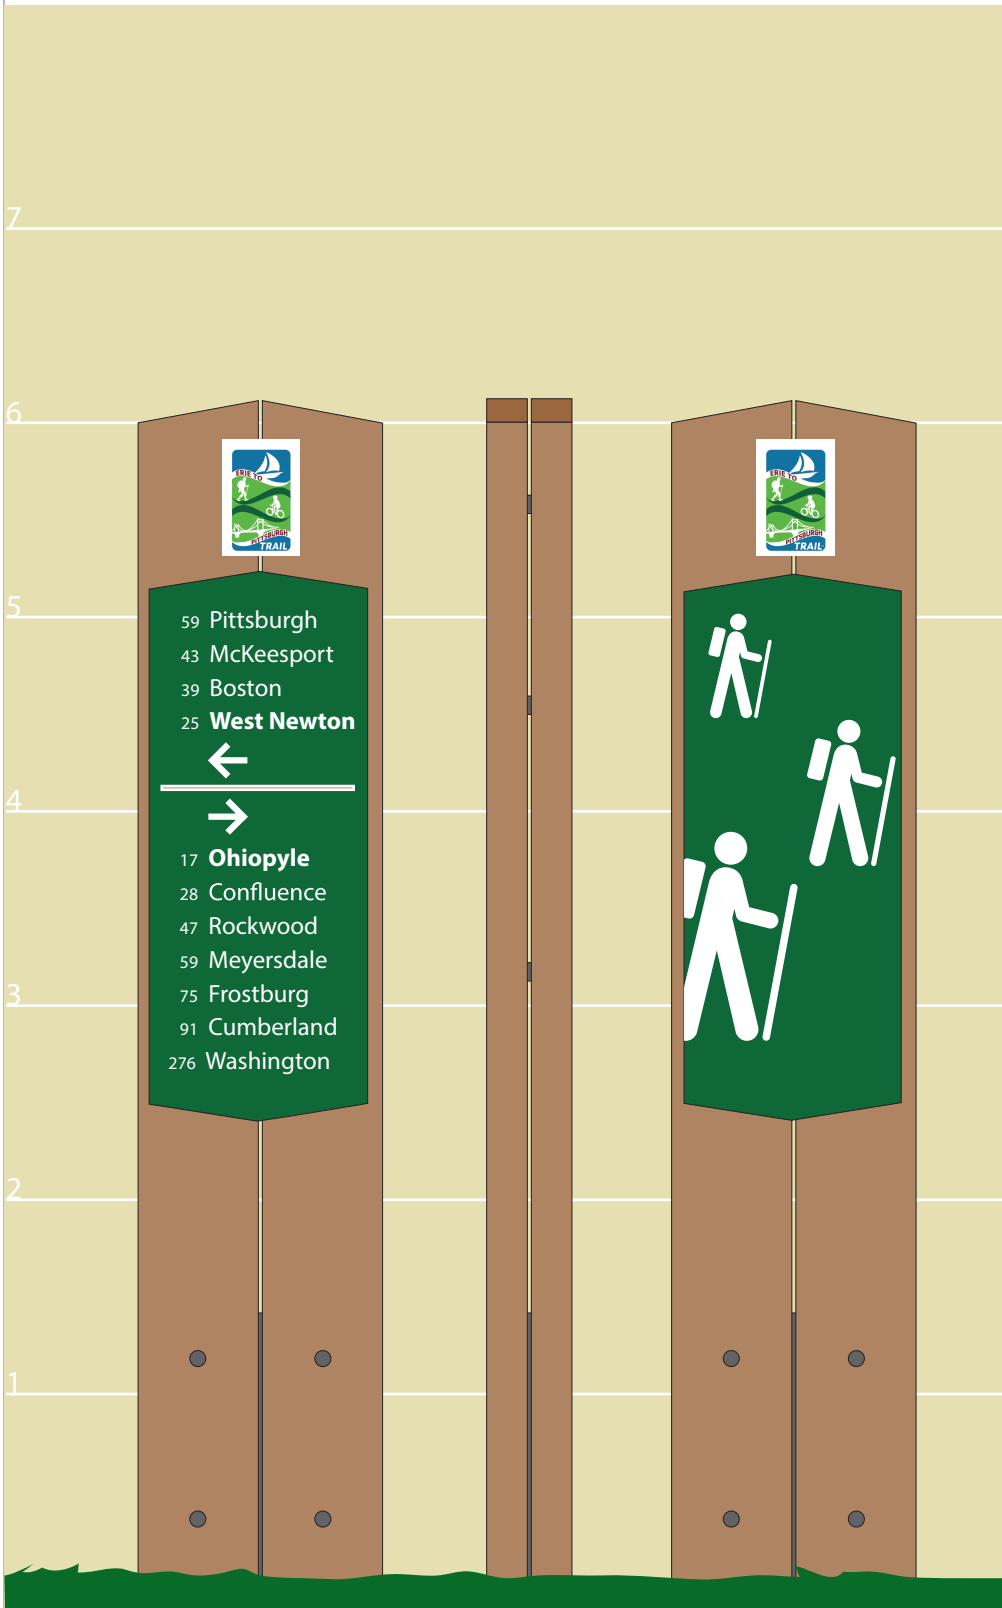 7
6
5
4
3
2
1
ERIE TO
PITTSBURGH
TRAIL
59 Pittsburgh
43 McKeesport
39 Boston
25 West Newton
←
→
17 Ohiopyle
28 Confluence
47 Rockwood
59 Meyersdale
75 Frostburg
91 Cumberland
276 Washington
ERIE TO
PITTSBURGH
TRAIL